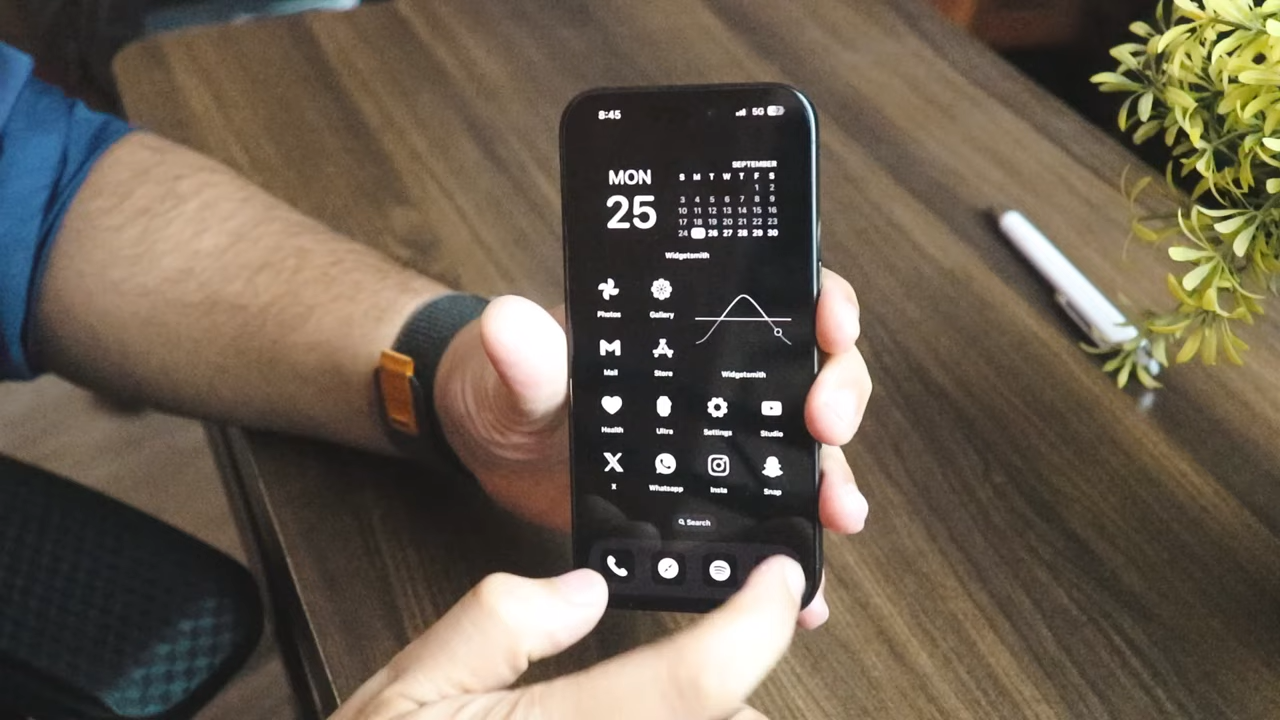 8:45 5G
SEPTEMBER
MON
25
S M T W T F S
1 2
3 4 5 6 7 8 9
10 11 12 13 14 15 16
17 18 19 20 21 22 23
24 26 27 28 29 30
Widgetsmith
Photos Gallery
Mail Store Widgetsmith
Health Ultra Settings Studio
X Whatsapp Insta Snap
Search